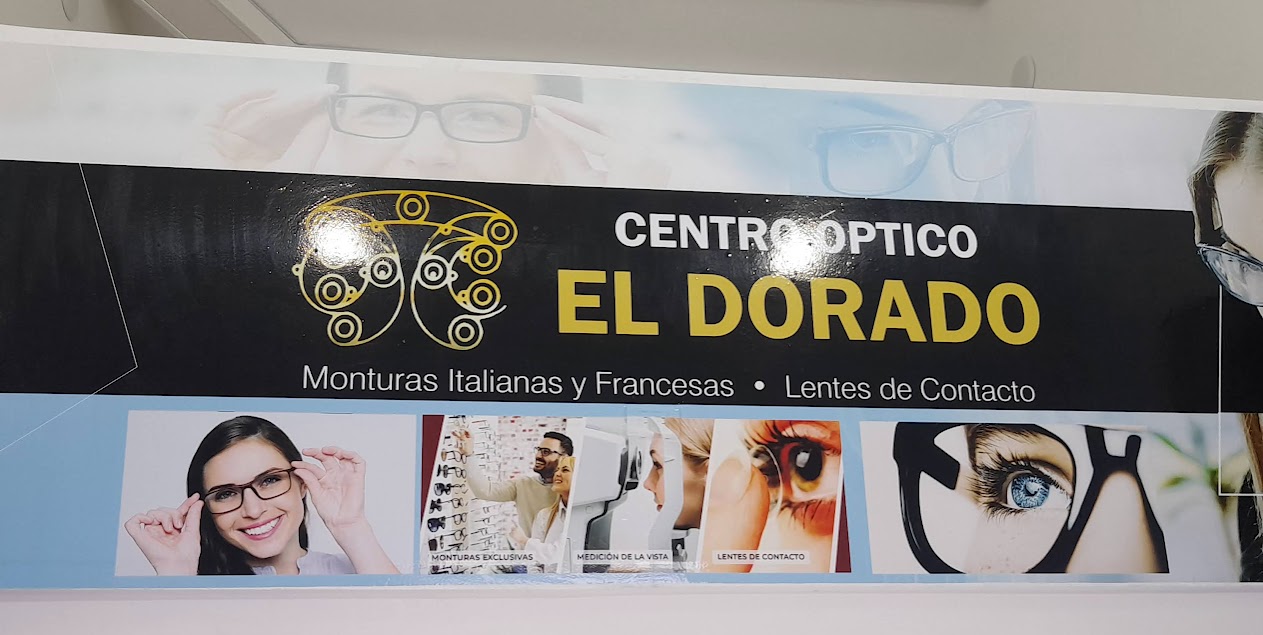 CENTRO OPTICO
EL DORADO
Monturas Italianas y Francesas • Lentes de Contacto
MONTURAS EXCLUSIVAS
MEDICIÓN DE LA VISTA
LENTES DE CONTACTO